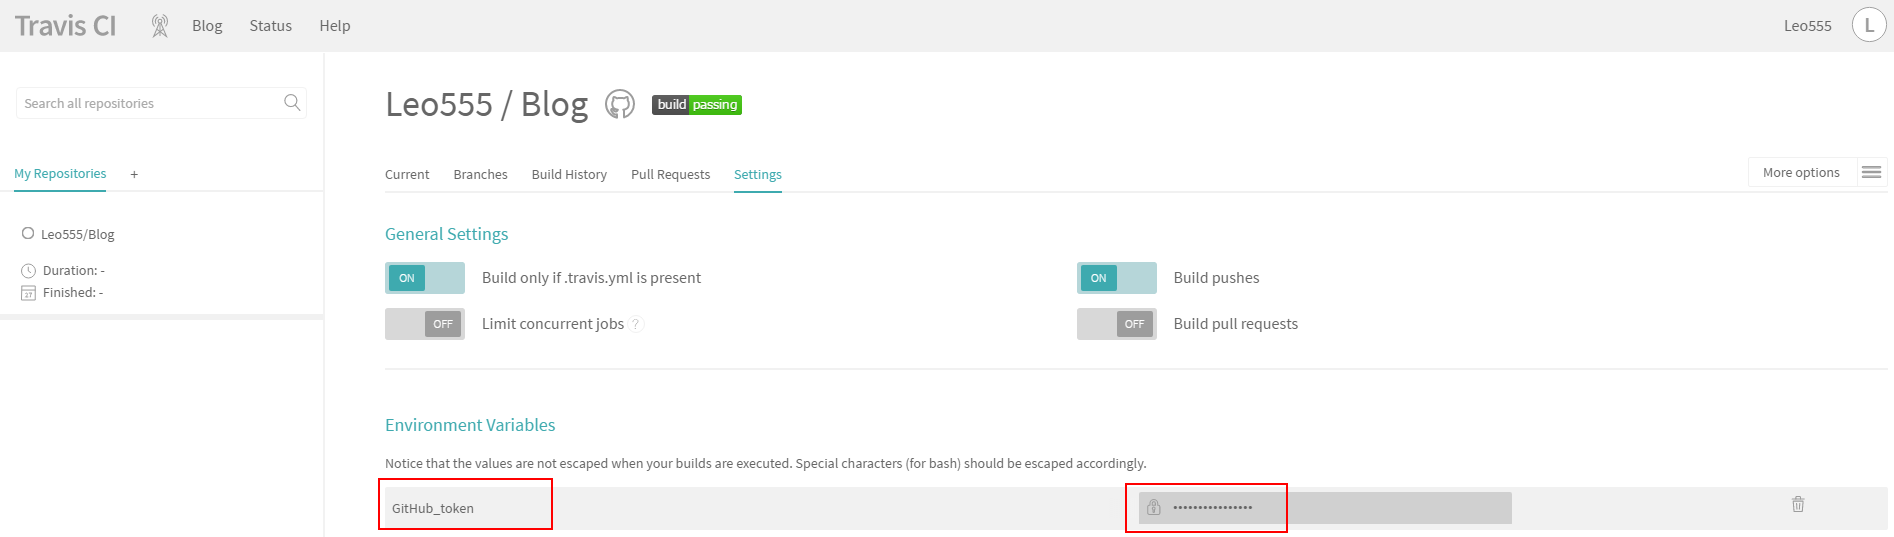 Travis CI Blog Status Help Leo555 L
Search all repositories
My Repositories +
Leo555/Blog
Duration: -
27 Finished: -
Leo555 / Blog build passing
Current Branches Build History Pull Requests Settings More options
General Settings
ON Build only if .travis.yml is present ON Build pushes
OFF Limit concurrent jobs ? OFF Build pull requests
Environment Variables
Notice that the values are not escaped when your builds are executed. Special characters (for bash) should be escaped accordingly.
GitHub_token ••••••••••••••••